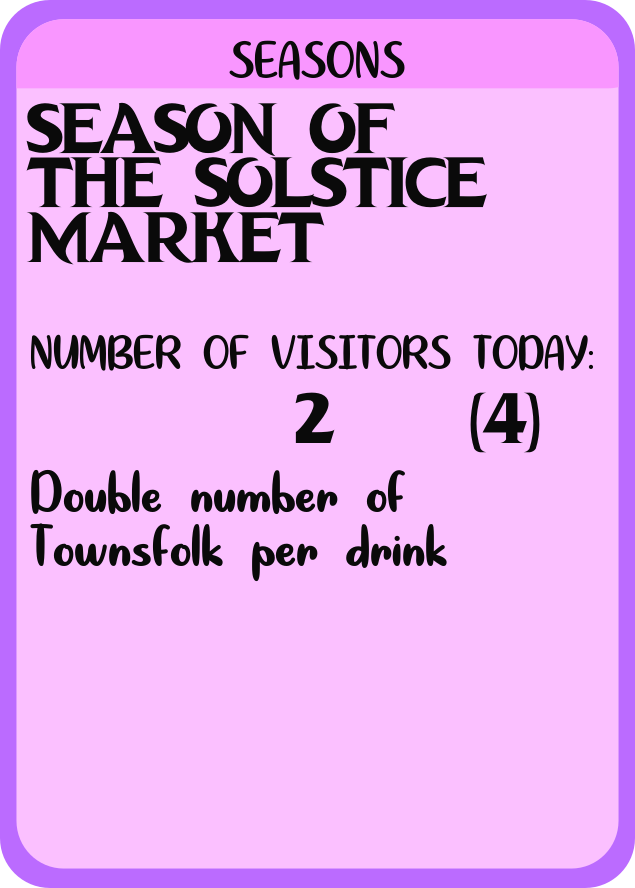 SEASONS
SEASON OF
THE SOLSTICE
MARKET
NUMBER OF VISITORS TODAY:
2 (4)
Double number of
Townsfolk per drink